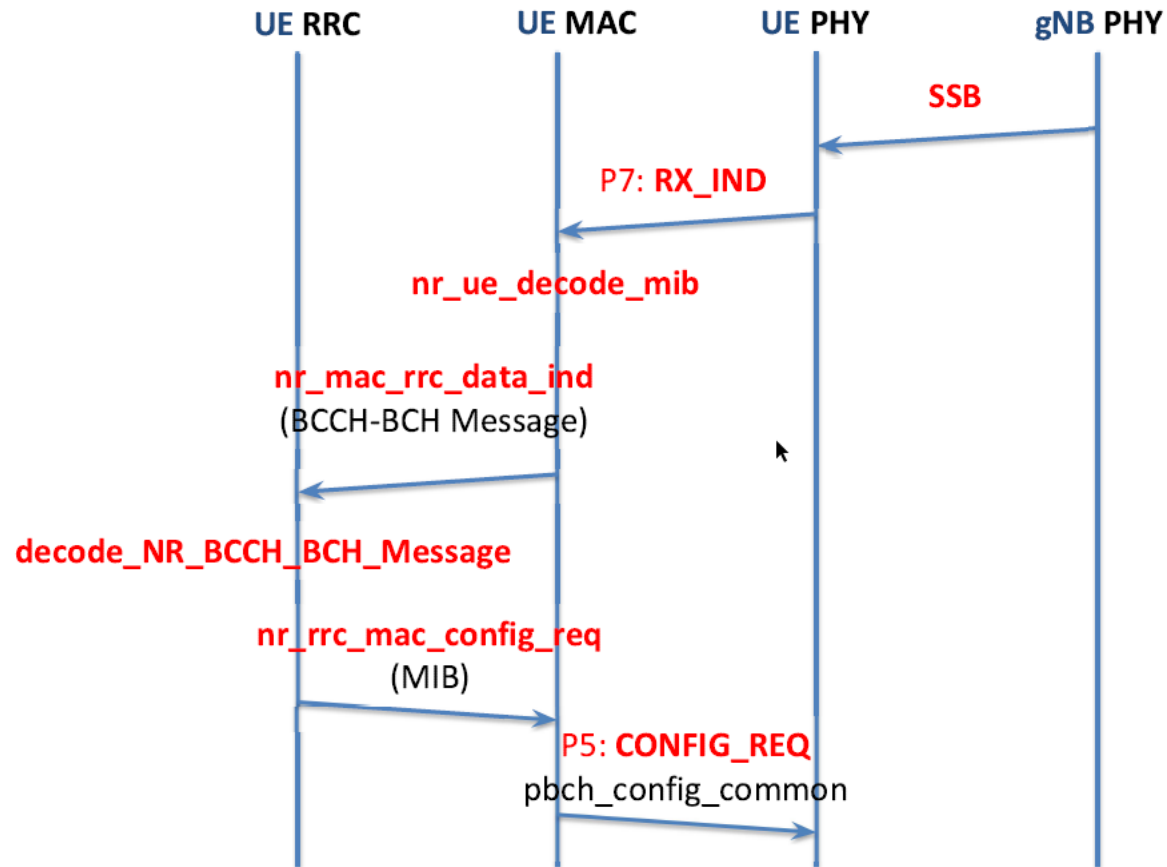 UE RRC
UE MAC
UE PHY
gNB PHY
SSB
P7: RX_IND
nr_ue_decode_mib
nr_mac_rrc_data_ind
(BCCH-BCH Message)
decode_NR_BCCH_BCH_Message
nr_rrc_mac_config_req
(MIB)
P5: CONFIG_REQ
pbch_config_common